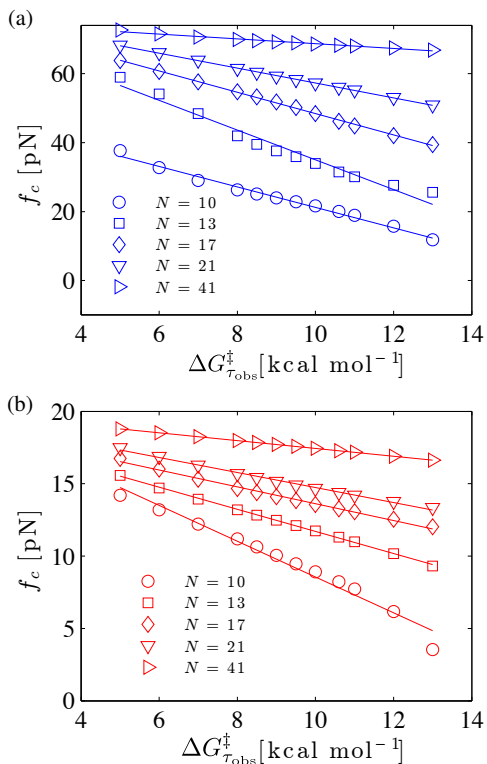 (a)
60
40
20
0
f_c [pN]
N = 10
N = 13
N = 17
N = 21
N = 41
4 6 8 10 12 14
ΔG‡τobs [kcal mol−1]
(b)
20
15
10
5
0
f_c [pN]
N = 10
N = 13
N = 17
N = 21
N = 41
4 6 8 10 12 14
ΔG‡τobs [kcal mol−1]